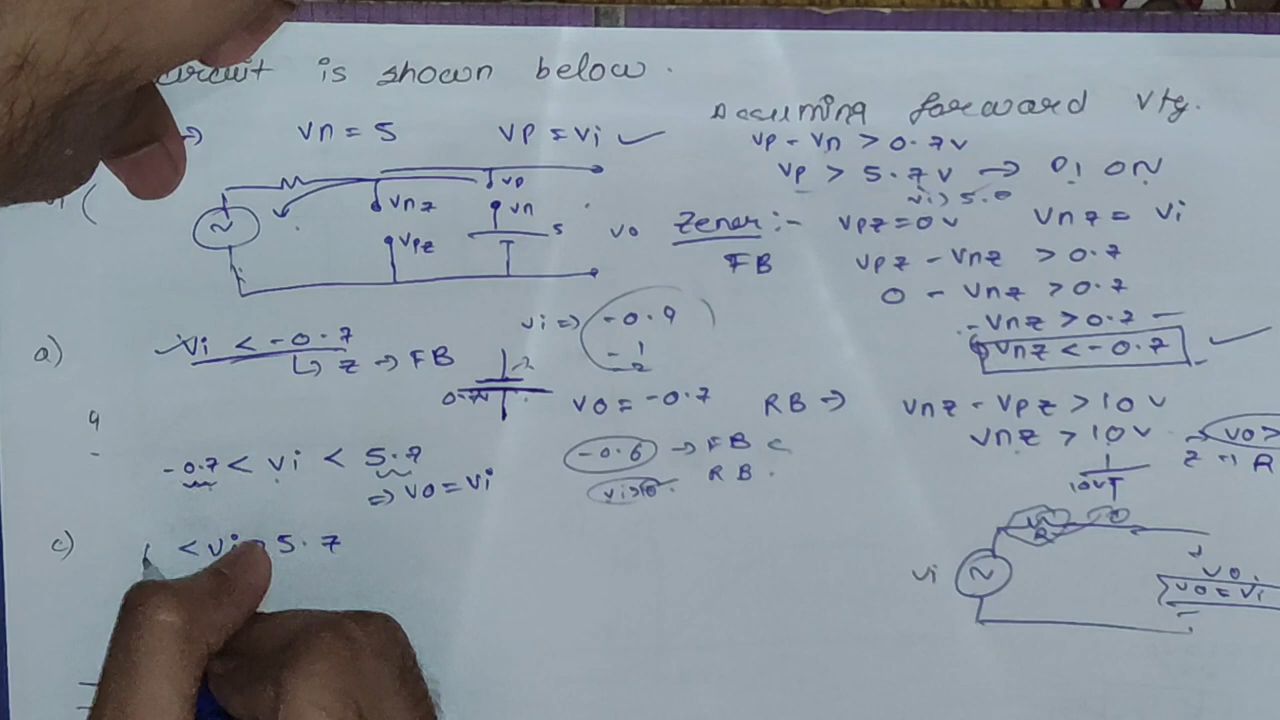 circuit is shown below.
Assuming forward Vtg.
Vn = 5 Vp = Vi ✓
Vp - Vn > 0.7V
Vp > 5.7V → D1 ON
Vnz Vp
Vn
Vpz
5
Vo
Zener :- Vpz = 0V Vnz = Vi
FB Vpz - Vnz > 0.7
0 - Vnz > 0.7
-Vnz > 0.7
Vnz < -0.7 ✓
Vi ⇒ -0.9
-1
-2
a) Vi < -0.7
↳ Z → FB
Vo = -0.7
RB → Vnz - Vpz > 10V
Vnz > 10V → Vo >
10V
-0.7 < Vi < 5.7
⇒ Vo = Vi
-0.6 → FB
RB
c) < Vi 5.7
Vi
+
Vo
Vo = Vi
-